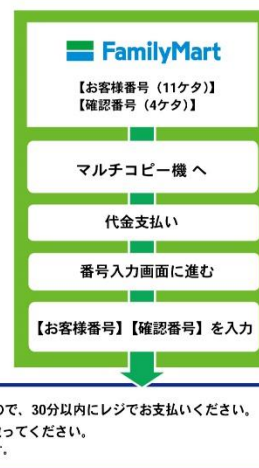 FamilyMart
【お客様番号（11ケタ）】
【確認番号（4ケタ）】
マルチコピー機 へ
代金支払い
番号入力画面に進む
【お客様番号】【確認番号】を入力
ので、30分以内にレジでお支払いください。
ってください。
す。